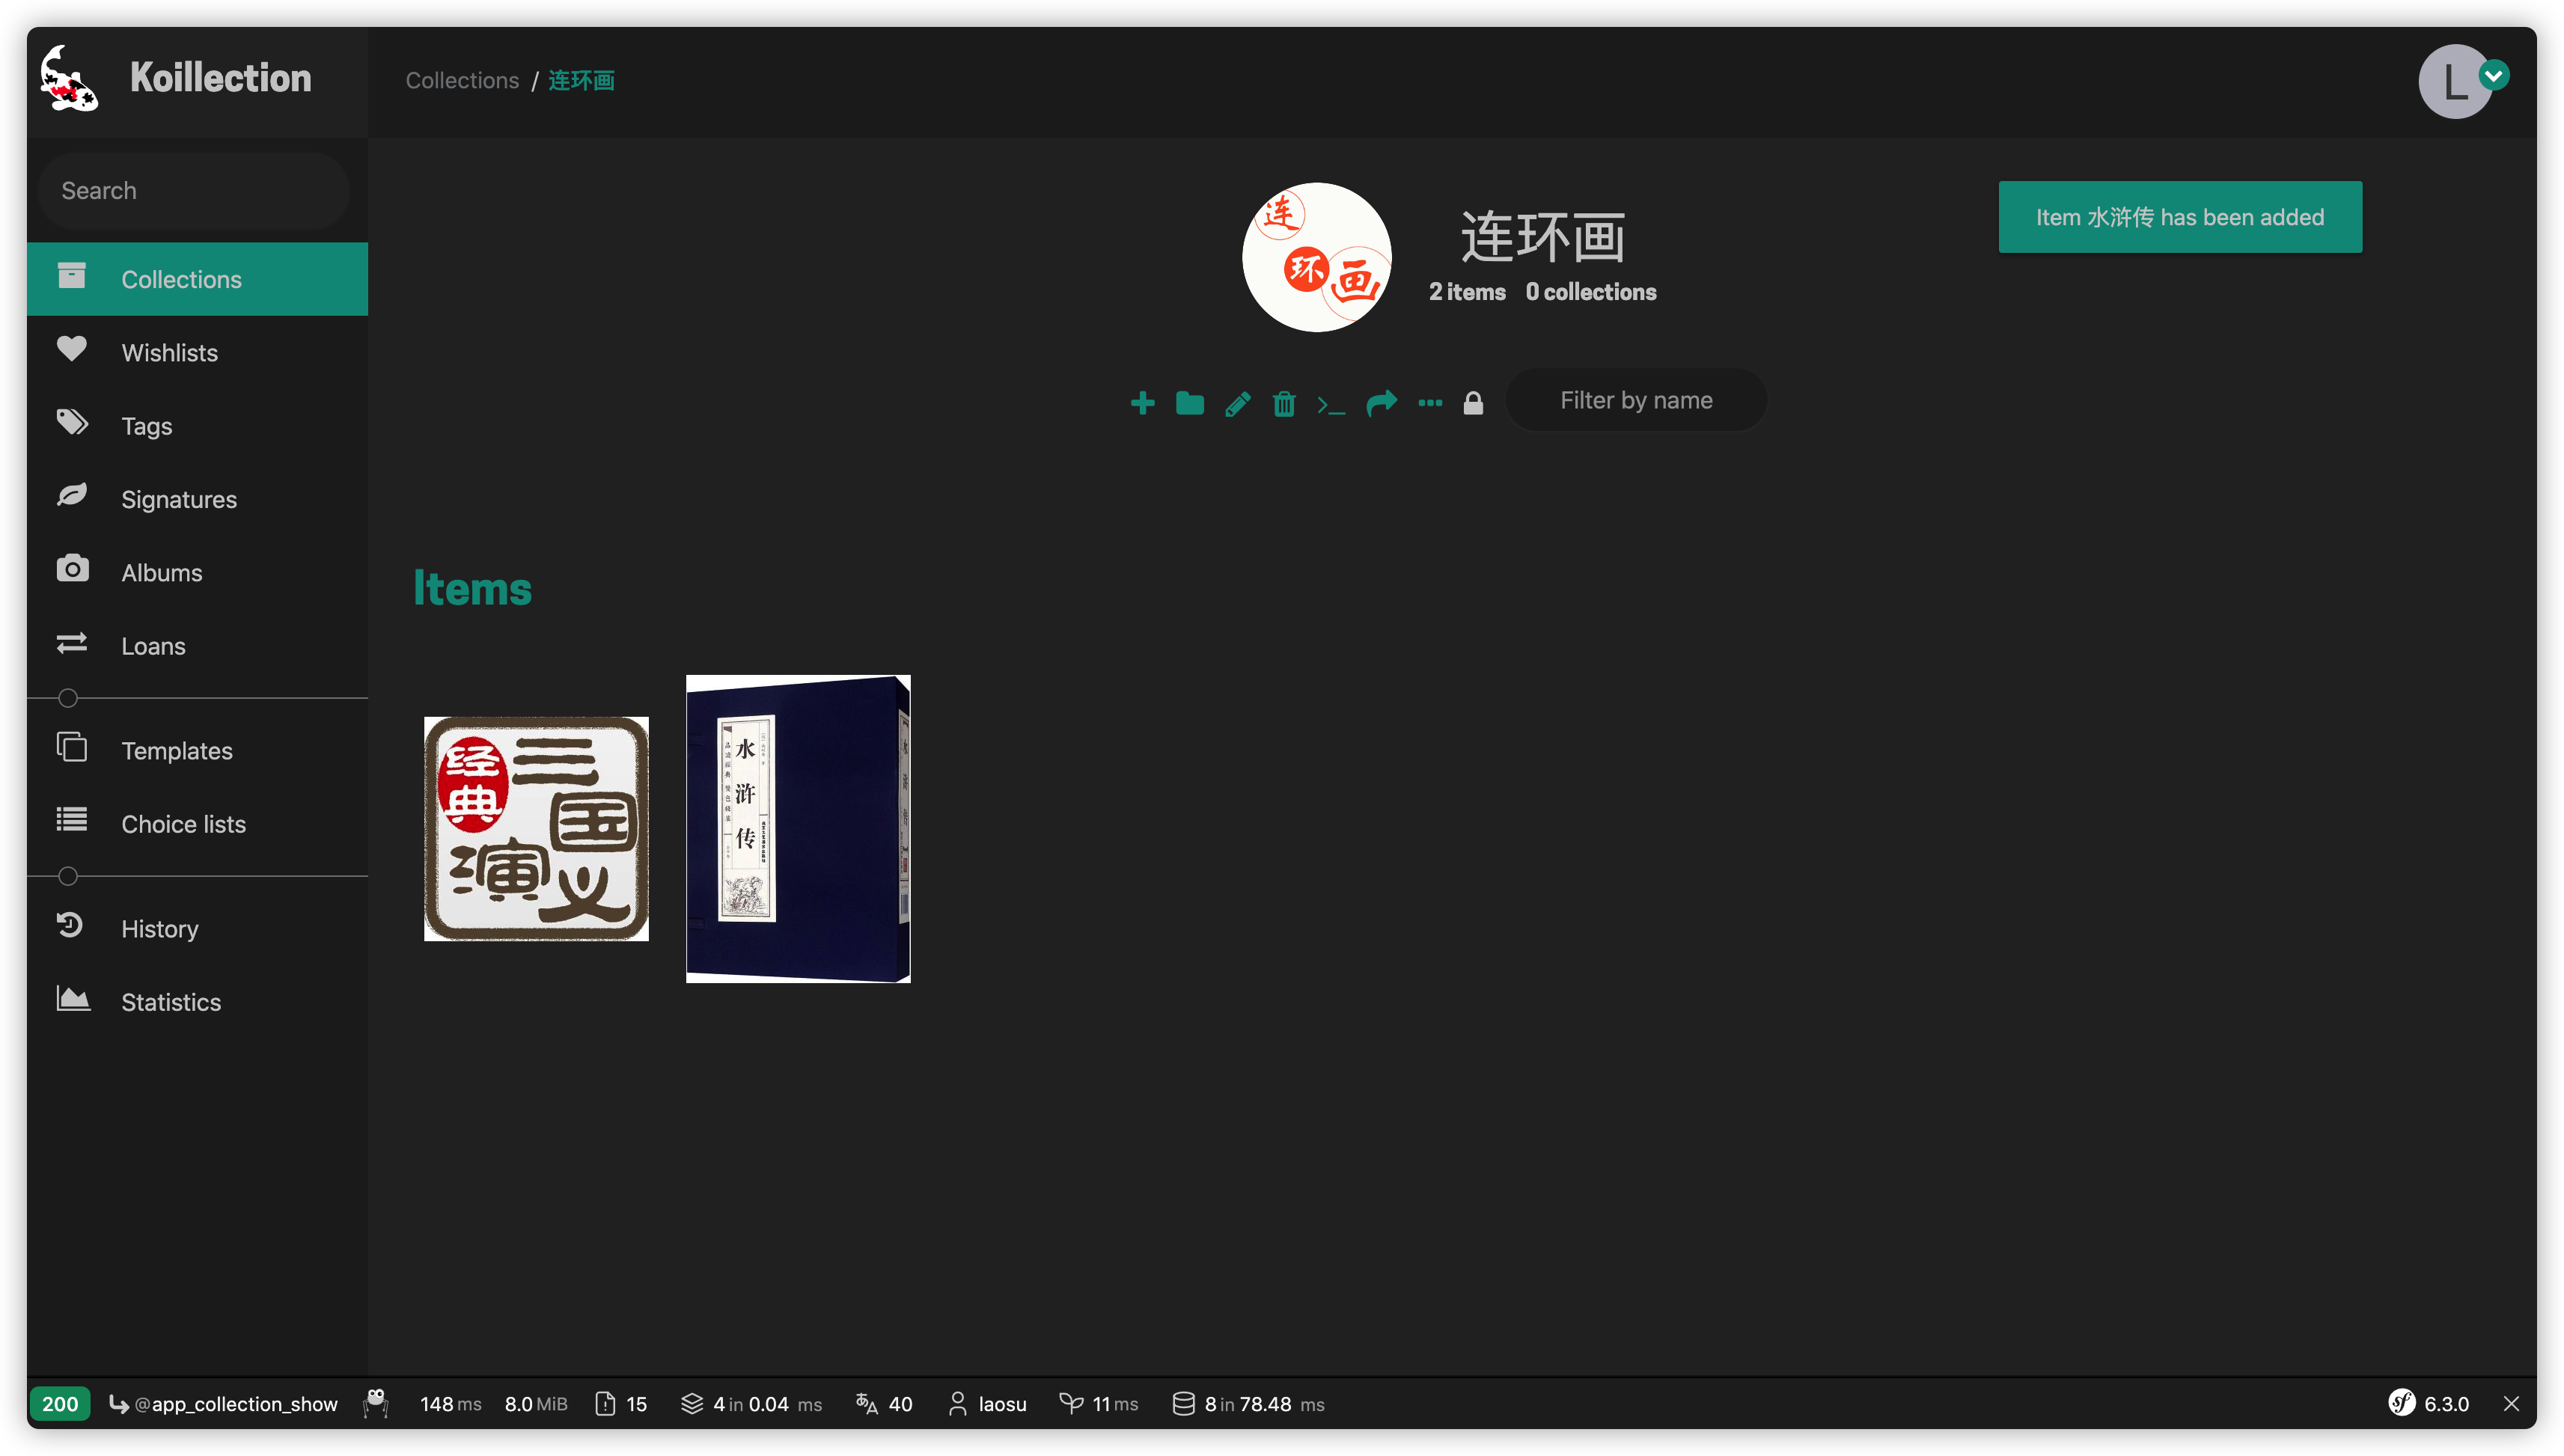 Koillection
Collections / 连环画
L
Search
Collections
Wishlists
Tags
Signatures
Albums
Loans
Templates
Choice lists
History
Statistics
连
环
画
连环画
2 items 0 collections
Item 水浒传 has been added
Filter by name
Items
经典
三国演义
水浒传
200 @app_collection_show 148 ms 8.0 MiB 15 4 in 0.04 ms 40 laosu 11 ms 8 in 78.48 ms sf 6.3.0